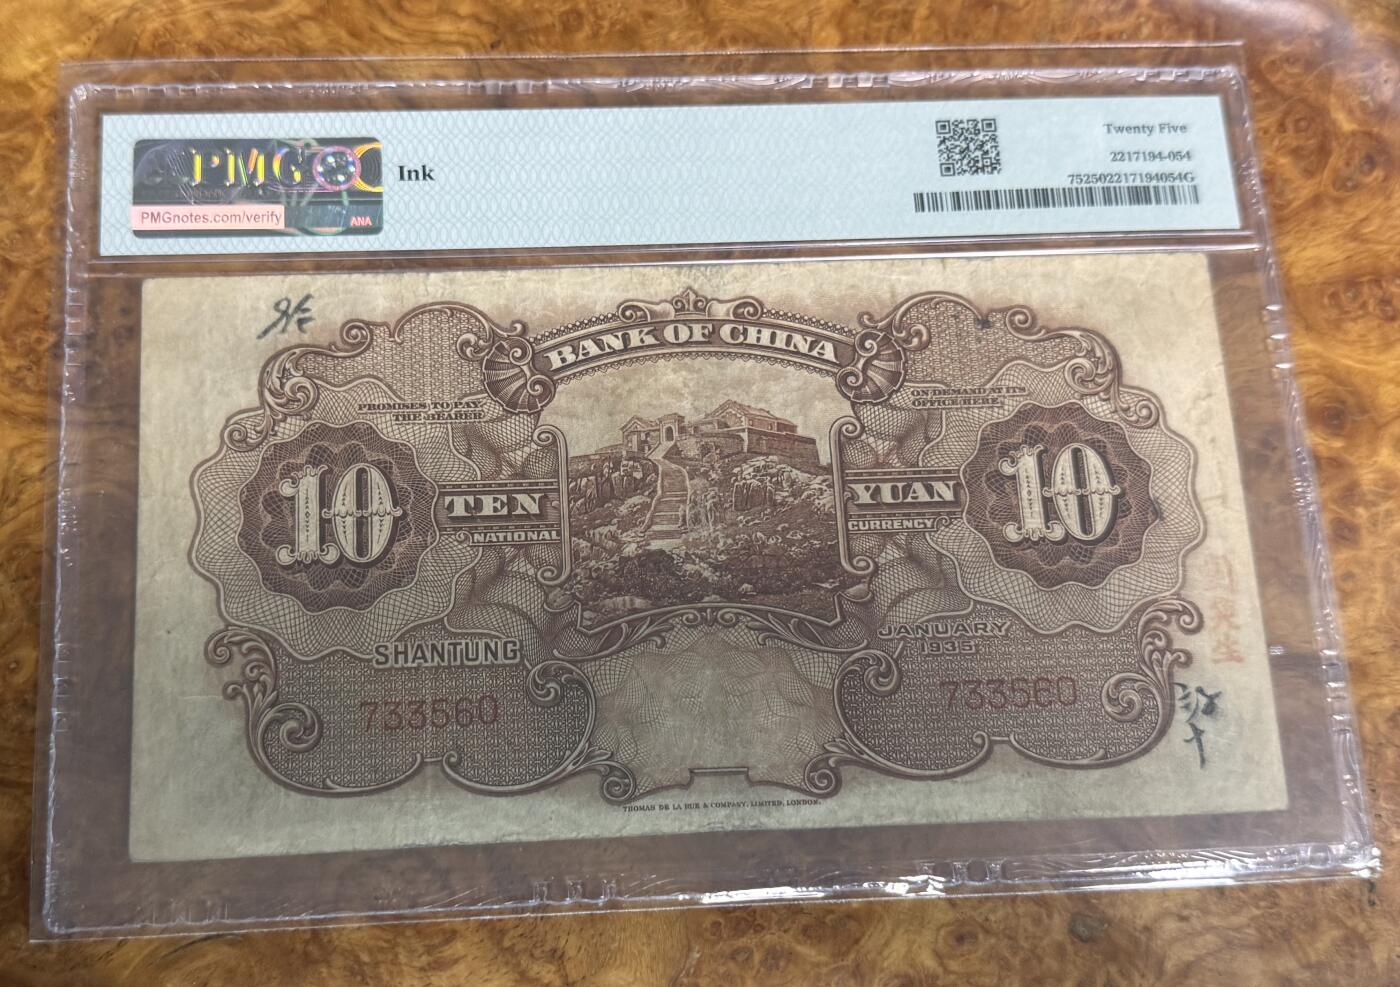 PMG
PMGnotes.com/verify
ANA
Ink
Twenty Five
2217194-054
752502217194054G
BANK OF CHINA
PROMISES TO PAY
THE BEARER
ON DEMAND AT ITS
OFFICE HERE
10
TEN
NATIONAL
YUAN
CURRENCY
10
SHANTUNG
JANUARY
1935
733560
733560
THOMAS DE LA RUE & COMPANY, LIMITED, LONDON.